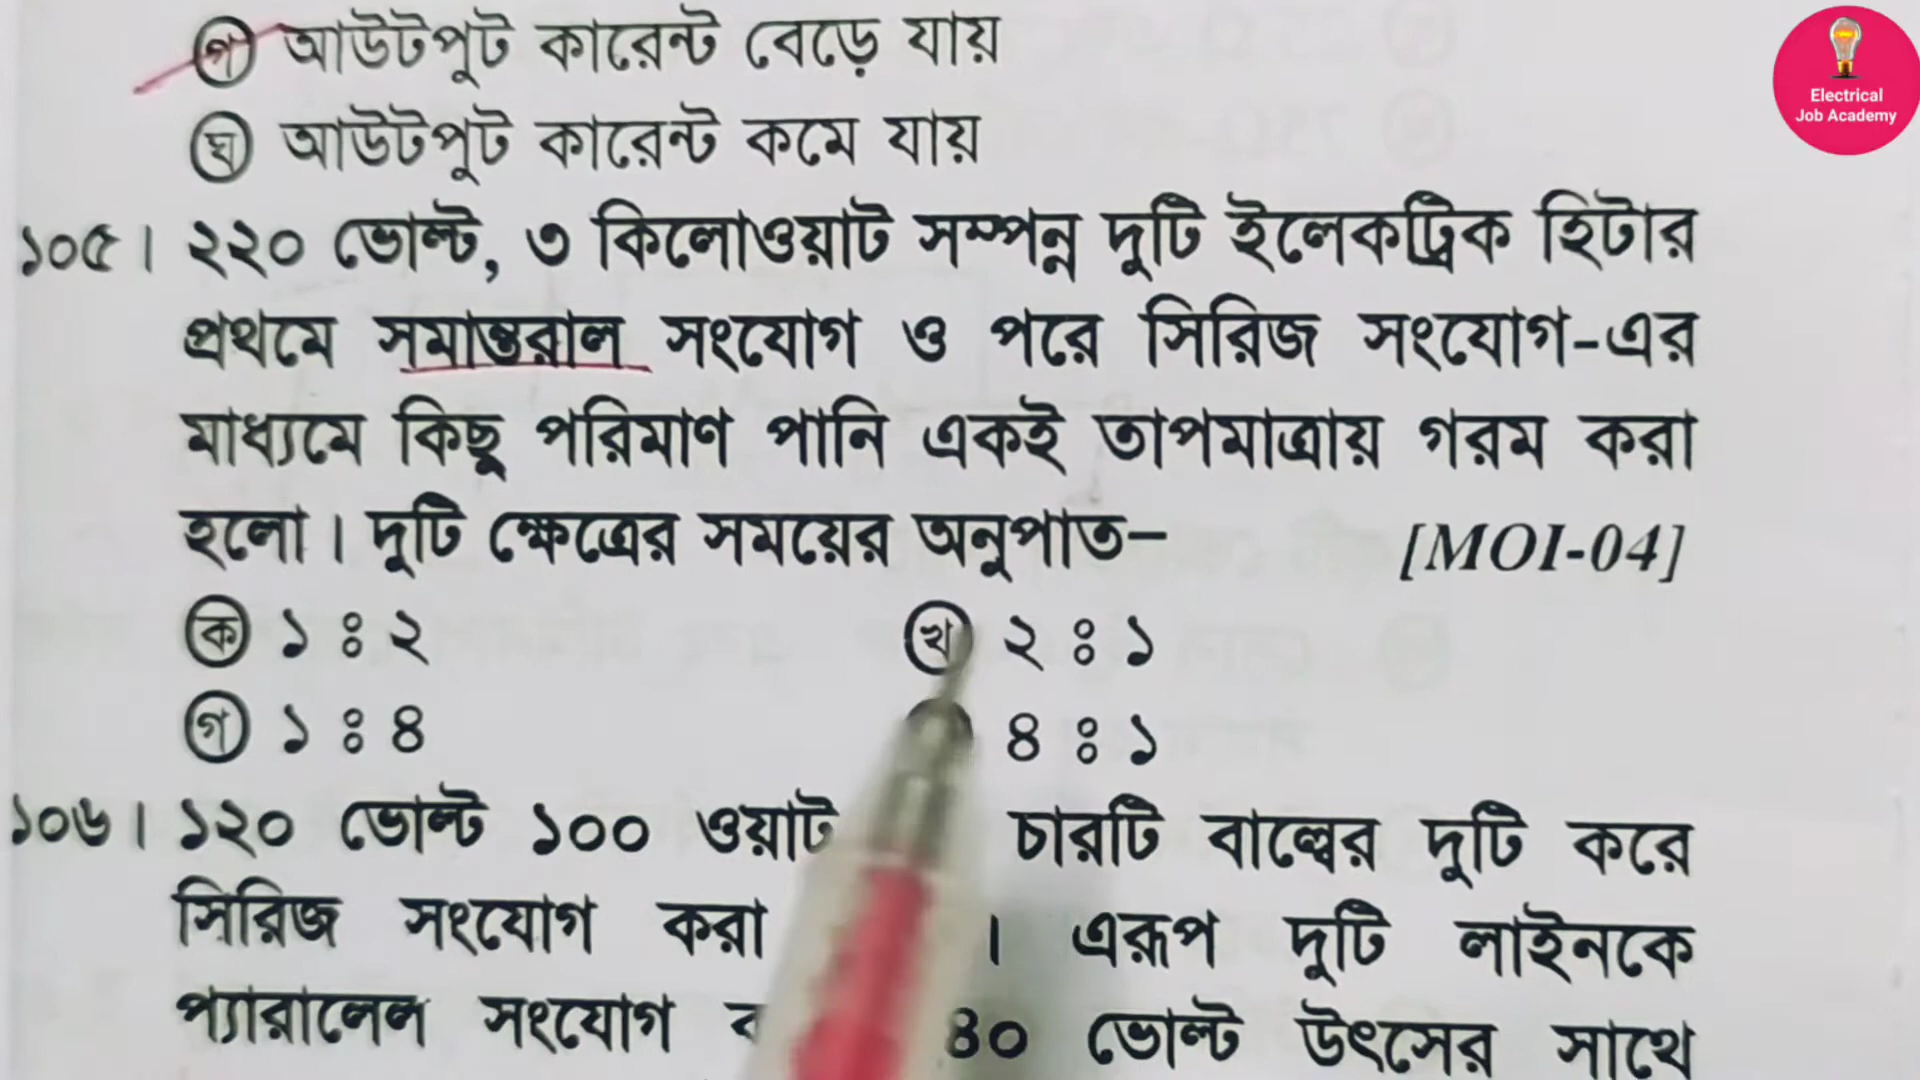 গ আউটপুট কারেন্ট বেড়ে যায়
ঘ আউটপুট কারেন্ট কমে যায়
Electrical
Job Academy
১০৫। ২২০ ভোল্ট, ৩ কিলোওয়াট সম্পন্ন দুটি ইলেকট্রিক হিটার
প্রথমে সমান্তরাল সংযোগ ও পরে সিরিজ সংযোগ-এর
মাধ্যমে কিছু পরিমাণ পানি একই তাপমাত্রায় গরম করা
হলো। দুটি ক্ষেত্রের সময়ের অনুপাত– [MOI-04]
ক ১ ঃ ২ খ ২ ঃ ১
গ ১ ঃ ৪ ৪ ঃ ১
১০৬। ১২০ ভোল্ট ১০০ ওয়াট চারটি বাল্বের দুটি করে
সিরিজ সংযোগ করা । এরূপ দুটি লাইনকে
প্যারালেল সংযোগ ৪০ ভোল্ট উৎসের সাথে